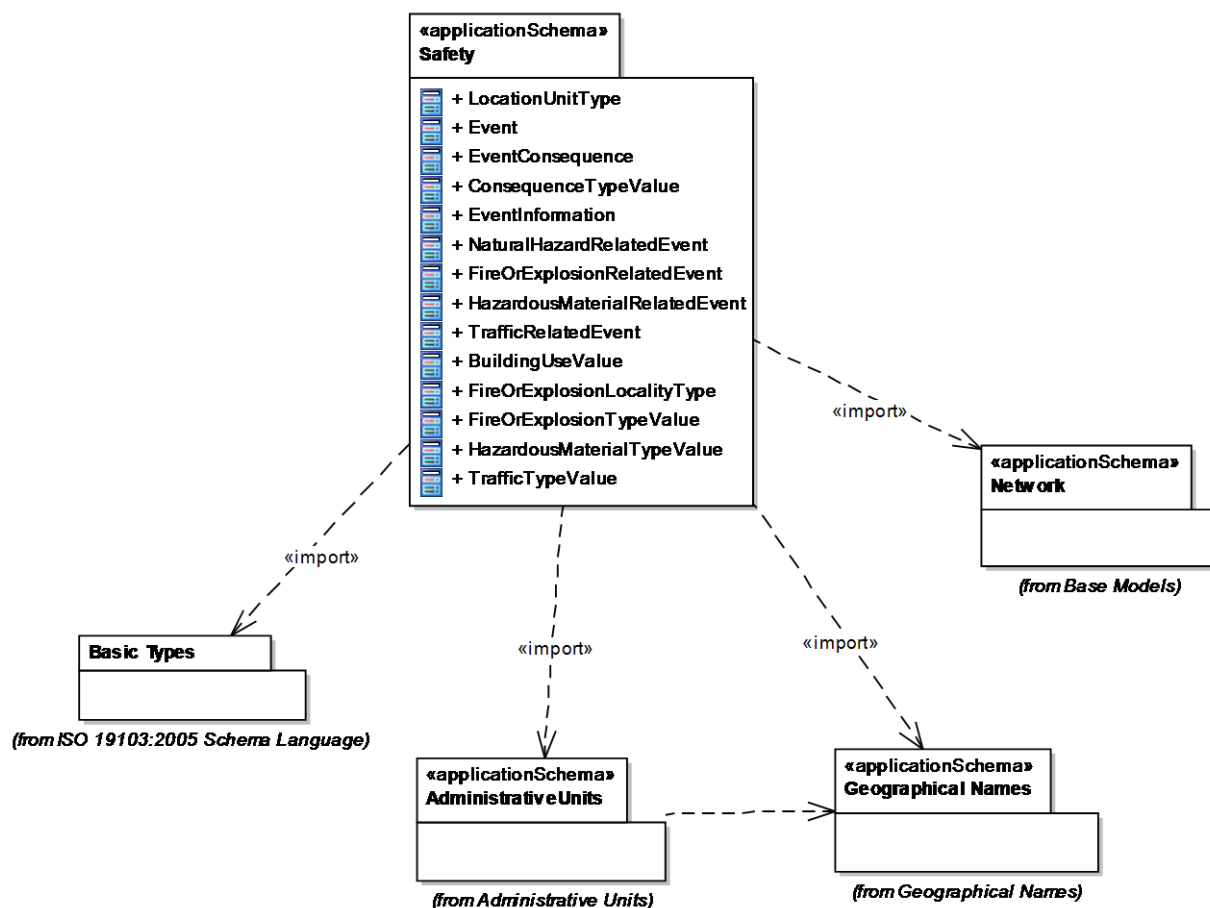 «applicationSchema»
Safety
+ LocationUnitType
+ Event
+ EventConsequence
+ ConsequenceTypeValue
+ EventInformation
+ NaturalHazardRelatedEvent
+ FireOrExplosionRelatedEvent
+ HazardousMaterialRelatedEvent
+ TrafficRelatedEvent
+ BuildingUseValue
+ FireOrExplosionLocalityType
+ FireOrExplosionTypeValue
+ HazardousMaterialTypeValue
+ TrafficTypeValue
«import»
«applicationSchema»
Network
(from Base Models)
«import»
Basic Types
(from ISO 19103:2005 Schema Language)
«import»
«import»
«applicationSchema»
AdministrativeUnits
(from Administrative Units)
«applicationSchema»
Geographical Names
(from Geographical Names)